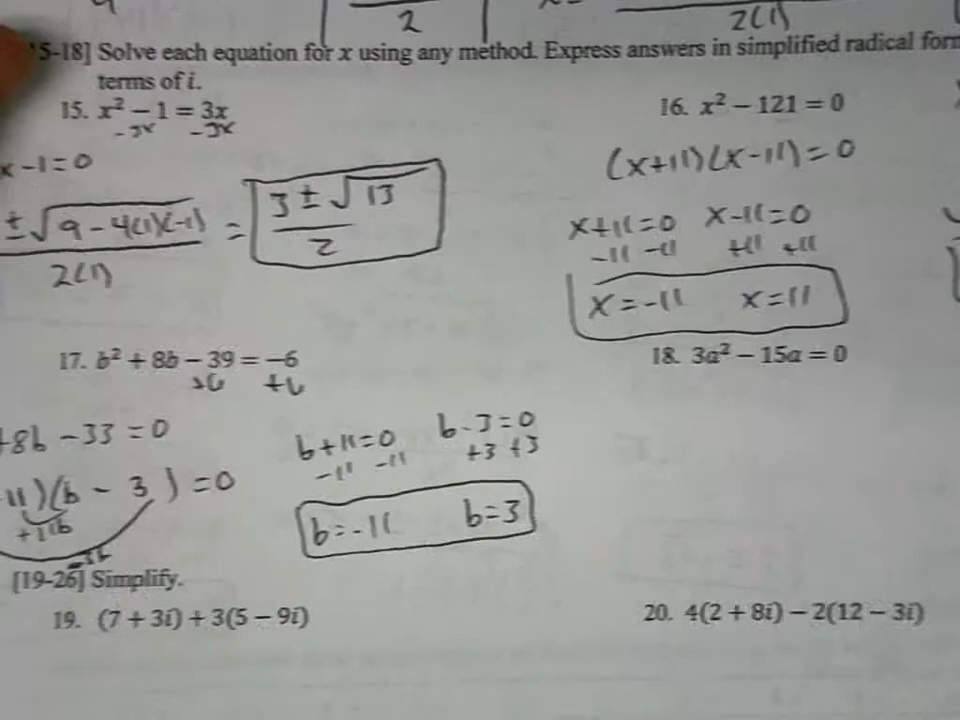 2
2(1)
5-18] Solve each equation for x using any method. Express answers in simplified radical form
terms of i.
15. x² − 1 = 3x
-3x -3x
x -1=0
± √9 - 4(1)(-1) = 3 ± √13
2(1) 2
16. x² − 121 = 0
(x+11)(x-11)=0
x+11=0 x-11=0
-11 -11 +11 +11
x=-11 x=11
17. b² + 8b − 39 = −6
+6 +6
+8b -33 =0
11)(b - 3) =0
+11b
b+11=0 b-3=0
-11 -11 +3 +3
b=-11 b=3
18. 3a² − 15a = 0
[19-26] Simplify.
19. (7 + 3i) + 3(5 − 9i)
20. 4(2 + 8i) − 2(12 − 3i)